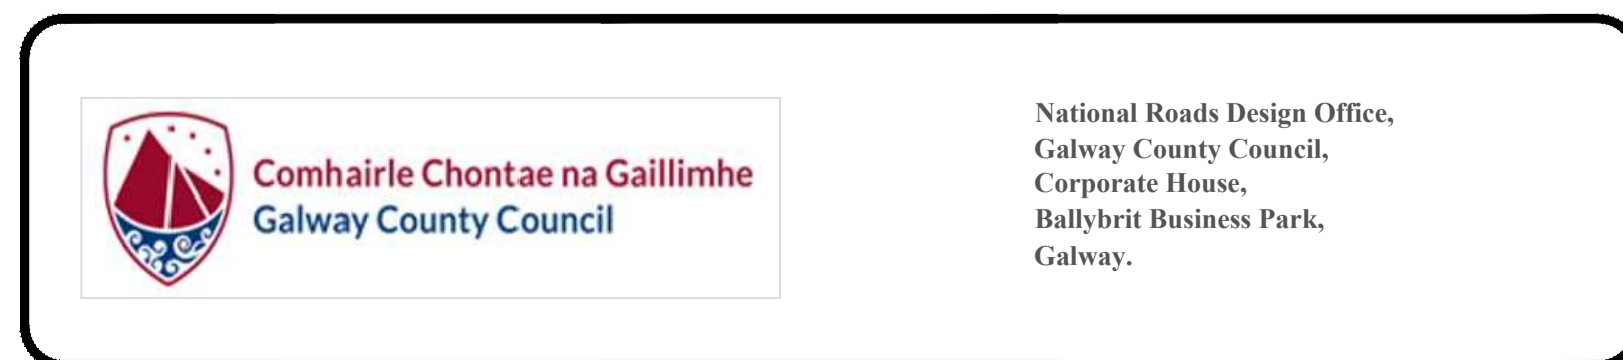 Comhairle Chontae na Gaillimhe
Galway County Council
National Roads Design Office,
Galway County Council,
Corporate House,
Ballybrit Business Park,
Galway.